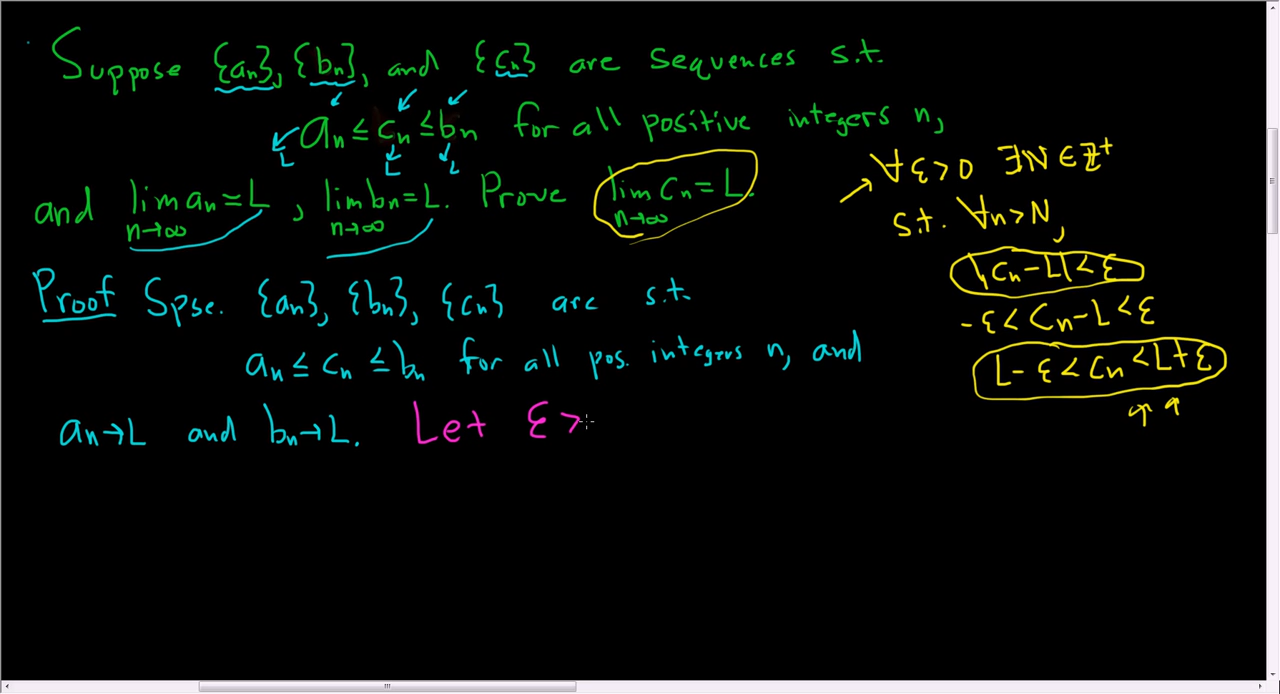 Suppose {aₙ}, {bₙ}, and {cₙ} are sequences s.t.
aₙ ≤ cₙ ≤ bₙ for all positive integers n,
L L L
and lim aₙ = L, lim bₙ = L. Prove lim cₙ = L.
n→∞ n→∞ n→∞
∀ε>0 ∃N∈ℤ⁺
s.t. ∀n>N,
|cₙ-L|<ε
-ε<cₙ-L<ε
L-ε<cₙ<L+ε
Proof Spse. {aₙ}, {bₙ}, {cₙ} are s.t.
aₙ ≤ cₙ ≤ bₙ for all pos. integers n, and
aₙ→L and bₙ→L. Let ε>